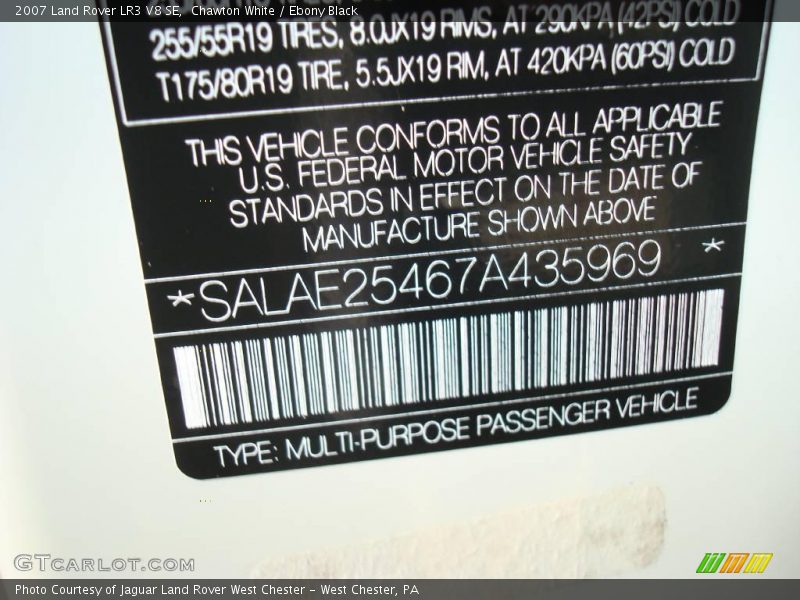 2007 Land Rover LR3 V8 SE, Chawton White / Ebony Black
255/55R19 TIRES, 8.0JX19 RIMS, AT 290KPA (42PSI) COLD
T175/80R19 TIRE, 5.5JX19 RIM, AT 420KPA (60PSI) COLD
THIS VEHICLE CONFORMS TO ALL APPLICABLE
U.S. FEDERAL MOTOR VEHICLE SAFETY
STANDARDS IN EFFECT ON THE DATE OF
MANUFACTURE SHOWN ABOVE
*SALAE25467A435969 *
TYPE: MULTI-PURPOSE PASSENGER VEHICLE
GTCARLOT.COM
Photo Courtesy of Jaguar Land Rover West Chester – West Chester, PA